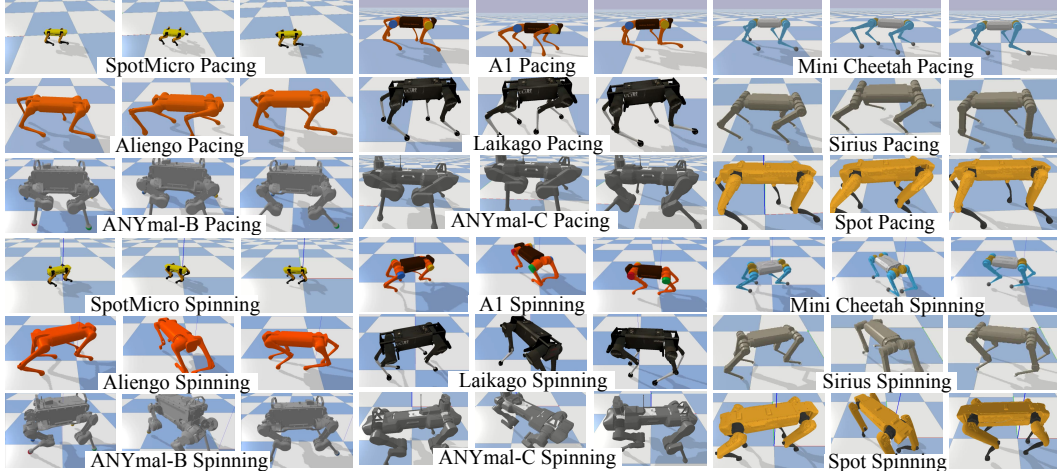 SpotMicro Pacing
A1 Pacing
Mini Cheetah Pacing
Aliengo Pacing
Laikago Pacing
Sirius Pacing
ANYmal-B Pacing
ANYmal-C Pacing
Spot Pacing
SpotMicro Spinning
A1 Spinning
Mini Cheetah Spinning
Aliengo Spinning
Laikago Spinning
Sirius Spinning
ANYmal-B Spinning
ANYmal-C Spinning
Spot Spinning